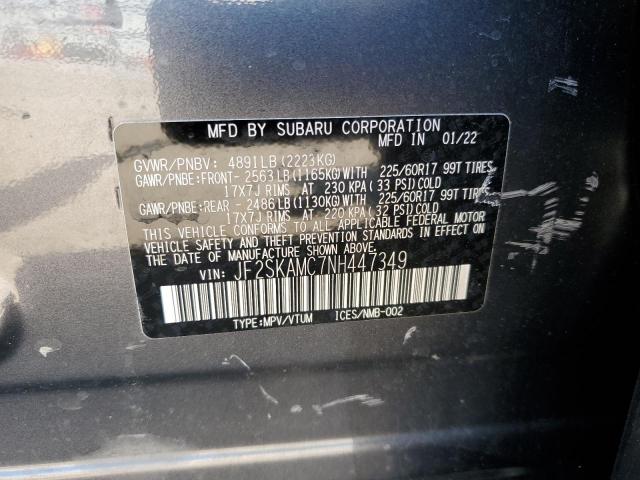 MFD BY SUBARU CORPORATION
MFD IN 01/22
GVWR/PNBV: 4891LB(2223KG)
GAWR/PNBE:FRONT- 2563LB(1165KG)WITH 225/60R17 99T TIRES
17X7J RIMS AT 230 KPA(33 PSI)COLD
GAWR/PNBE:REAR - 2486LB(1130KG)WITH 225/60R17 99T TIRES
17X7J RIMS AT 220 KPA(32 PSI)COLD
THIS VEHICLE CONFORMS TO ALL APPLICABLE FEDERAL MOTOR
VEHICLE SAFETY AND THEFT PREVENTION STANDARDS IN EFFECT ON
THE DATE OF MANUFACTURE SHOWN ABOVE.
VIN: JF2SKAMC7NH447349
TYPE:MPV/VTUM ICES/NMB-002